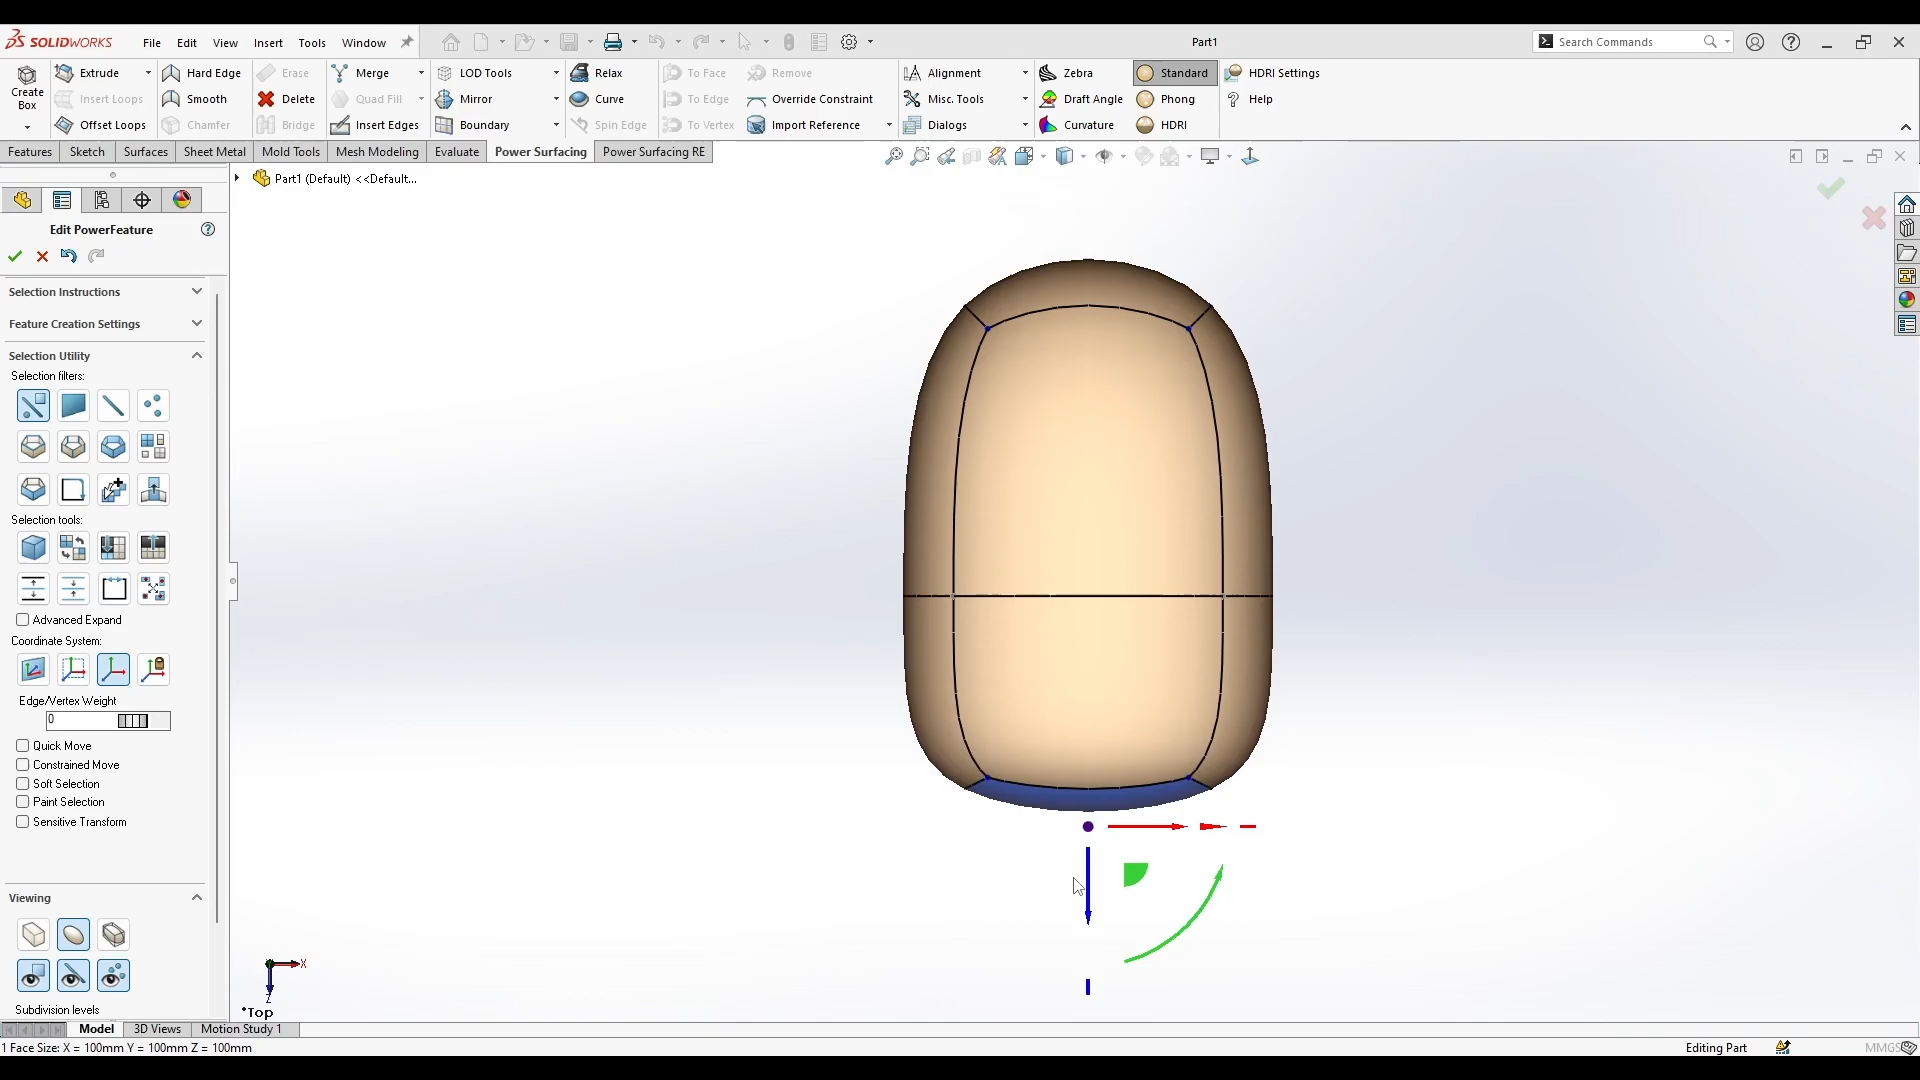 SOLIDWORKS File Edit View Insert Tools Window Part1 Search Commands
Extrude Hard Edge Erase Merge LOD Tools Relax To Face Remove Alignment Zebra Standard HDRI Settings
Create Box Insert Loops Smooth Delete Quad Fill Mirror Curve To Edge Override Constraint Misc. Tools Draft Angle Phong Help
Offset Loops Chamfer Bridge Insert Edges Boundary Spin Edge To Vertex Import Reference Dialogs Curvature HDRI
Features Sketch Surfaces Sheet Metal Mold Tools Mesh Modeling Evaluate Power Surfacing Power Surfacing RE
Part1 (Default) <<Default...
Edit PowerFeature
Selection Instructions
Feature Creation Settings
Selection Utility
Selection filters:
Selection tools:
Advanced Expand
Coordinate System:
Edge/Vertex Weight
0
Quick Move
Constrained Move
Soft Selection
Paint Selection
Sensitive Transform
Viewing
X
Z
Subdivision levels
*Top
Model 3D Views Motion Study 1
1 Face Size: X = 100mm Y = 100mm Z = 100mm Editing Part MMGS